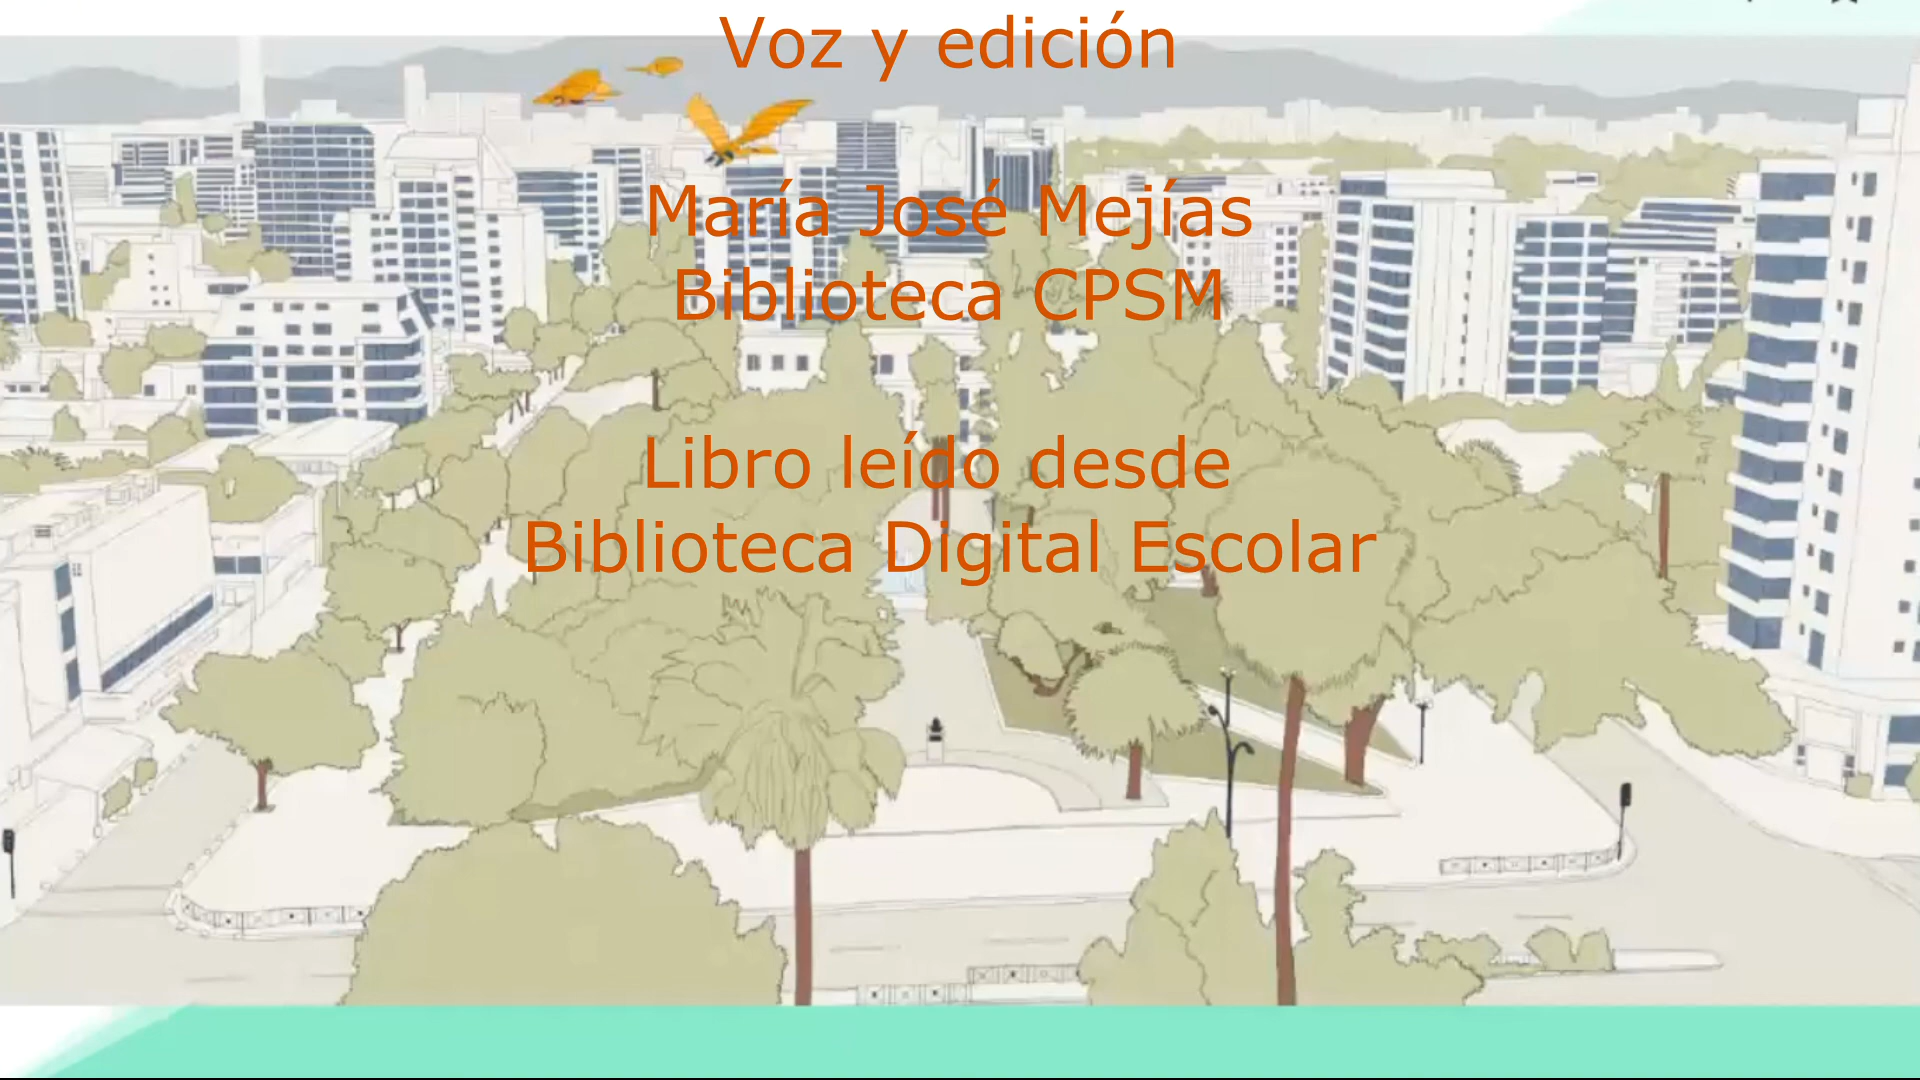 Voz y edición
María José Mejías
Biblioteca CPSM
Libro leído desde
Biblioteca Digital Escolar